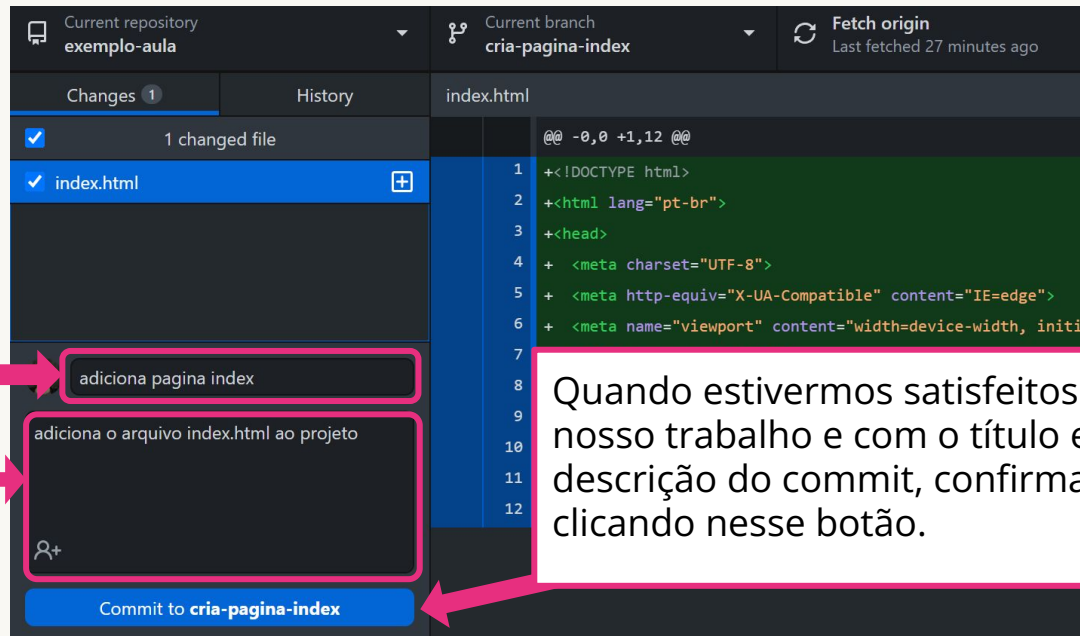 Current repository
exemplo-aula
Current branch
cria-pagina-index
Fetch origin
Last fetched 27 minutes ago
Changes 1
History
1 changed file
index.html
adiciona pagina index
adiciona o arquivo index.html ao projeto
Commit to cria-pagina-index
index.html
@@ -0,0 +1,12 @@
1 +<!DOCTYPE html>
2 +<html lang="pt-br">
3 +<head>
4 + <meta charset="UTF-8">
5 + <meta http-equiv="X-UA-Compatible" content="IE=edge">
6 + <meta name="viewport" content="width=device-width, initi
7
8
9
10
11
12
Quando estivermos satisfeitos
nosso trabalho e com o título e
descrição do commit, confirma
clicando nesse botão.